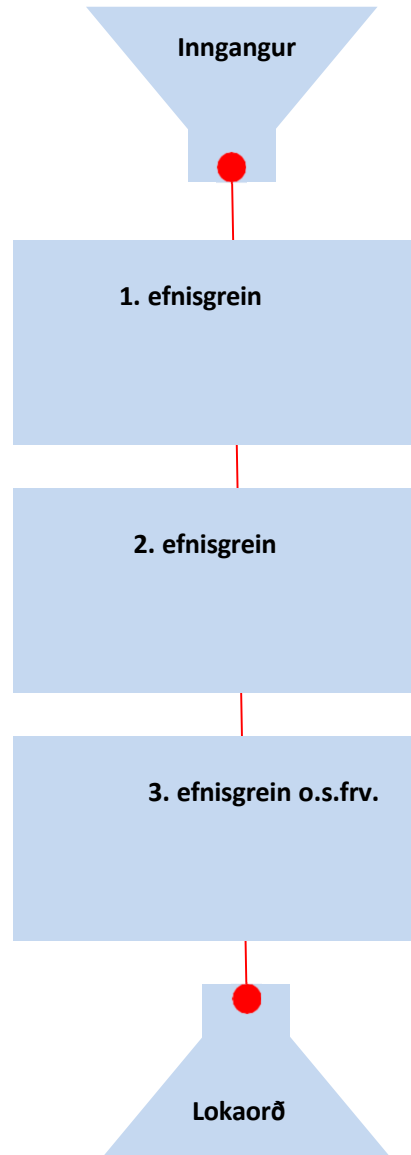 Inngangur
1. efnisgrein
2. efnisgrein
3. efnisgrein o.s.frv.
Lokaorð